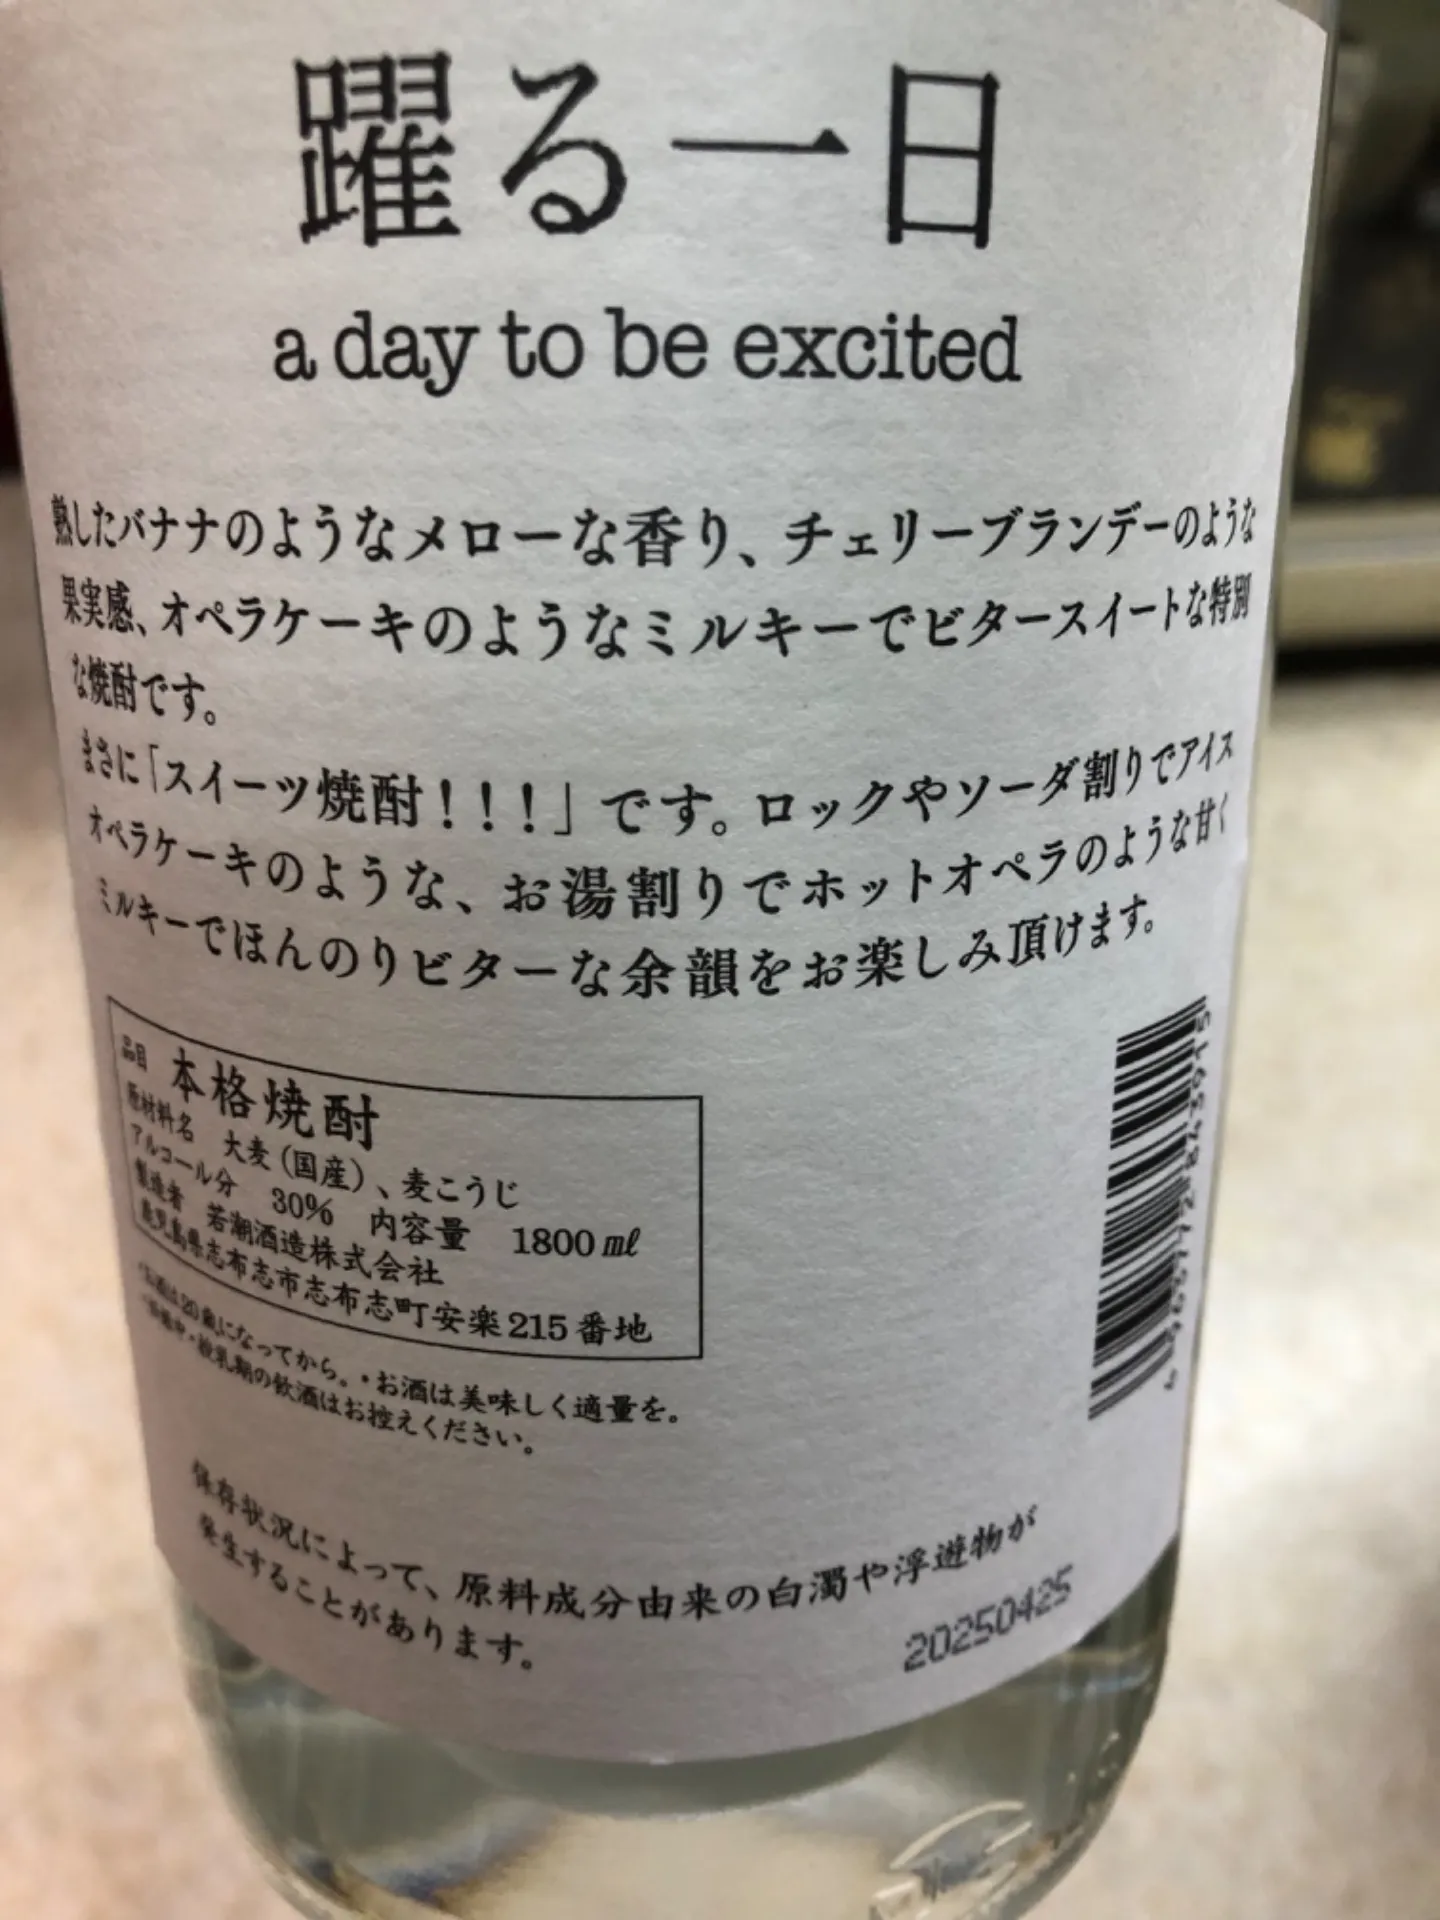 躍る一日
a day to be excited
熟したバナナのようなメローな香り、チェリーブランデーのような
果実感、オペラケーキのようなミルキーでビタースイートな特別
な焼酎です。
まさに「スイーツ焼酎!!!」です。ロックやソーダ割りでアイス
オペラケーキのような、お湯割りでホットオペラのような甘く
ミルキーでほんのりビターな余韻をお楽しみ頂けます。
品目 本格焼酎
原材料名 大麦(国産)、麦こうじ
アルコール分 30% 内容量 1800㎖
製造者 若潮酒造株式会社
鹿児島県志布志市志布志町安楽215番地
・お酒は20歳になってから。・お酒は美味しく適量を。
・妊娠中・授乳期の飲酒はお控えください。
保存状況によって、原料成分由来の白濁や浮遊物が
発生することがあります。
20250425